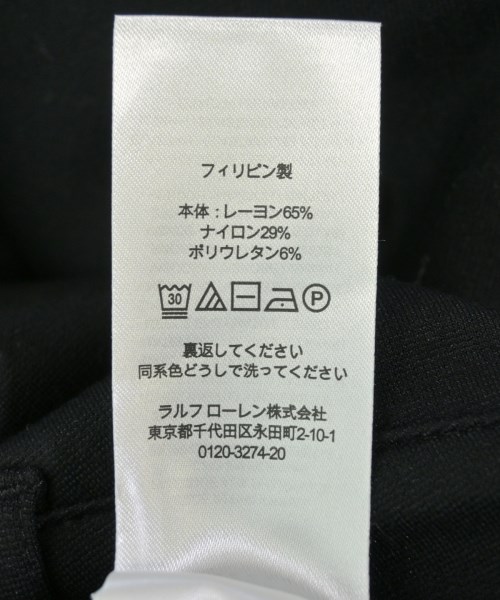 フィリピン製
本体 : レーヨン65%
ナイロン29%
ポリウレタン6%
30 P
裏返してください
同系色どうしで洗ってください
ラルフ ローレン株式会社
東京都千代田区永田町2-10-1
0120-3274-20